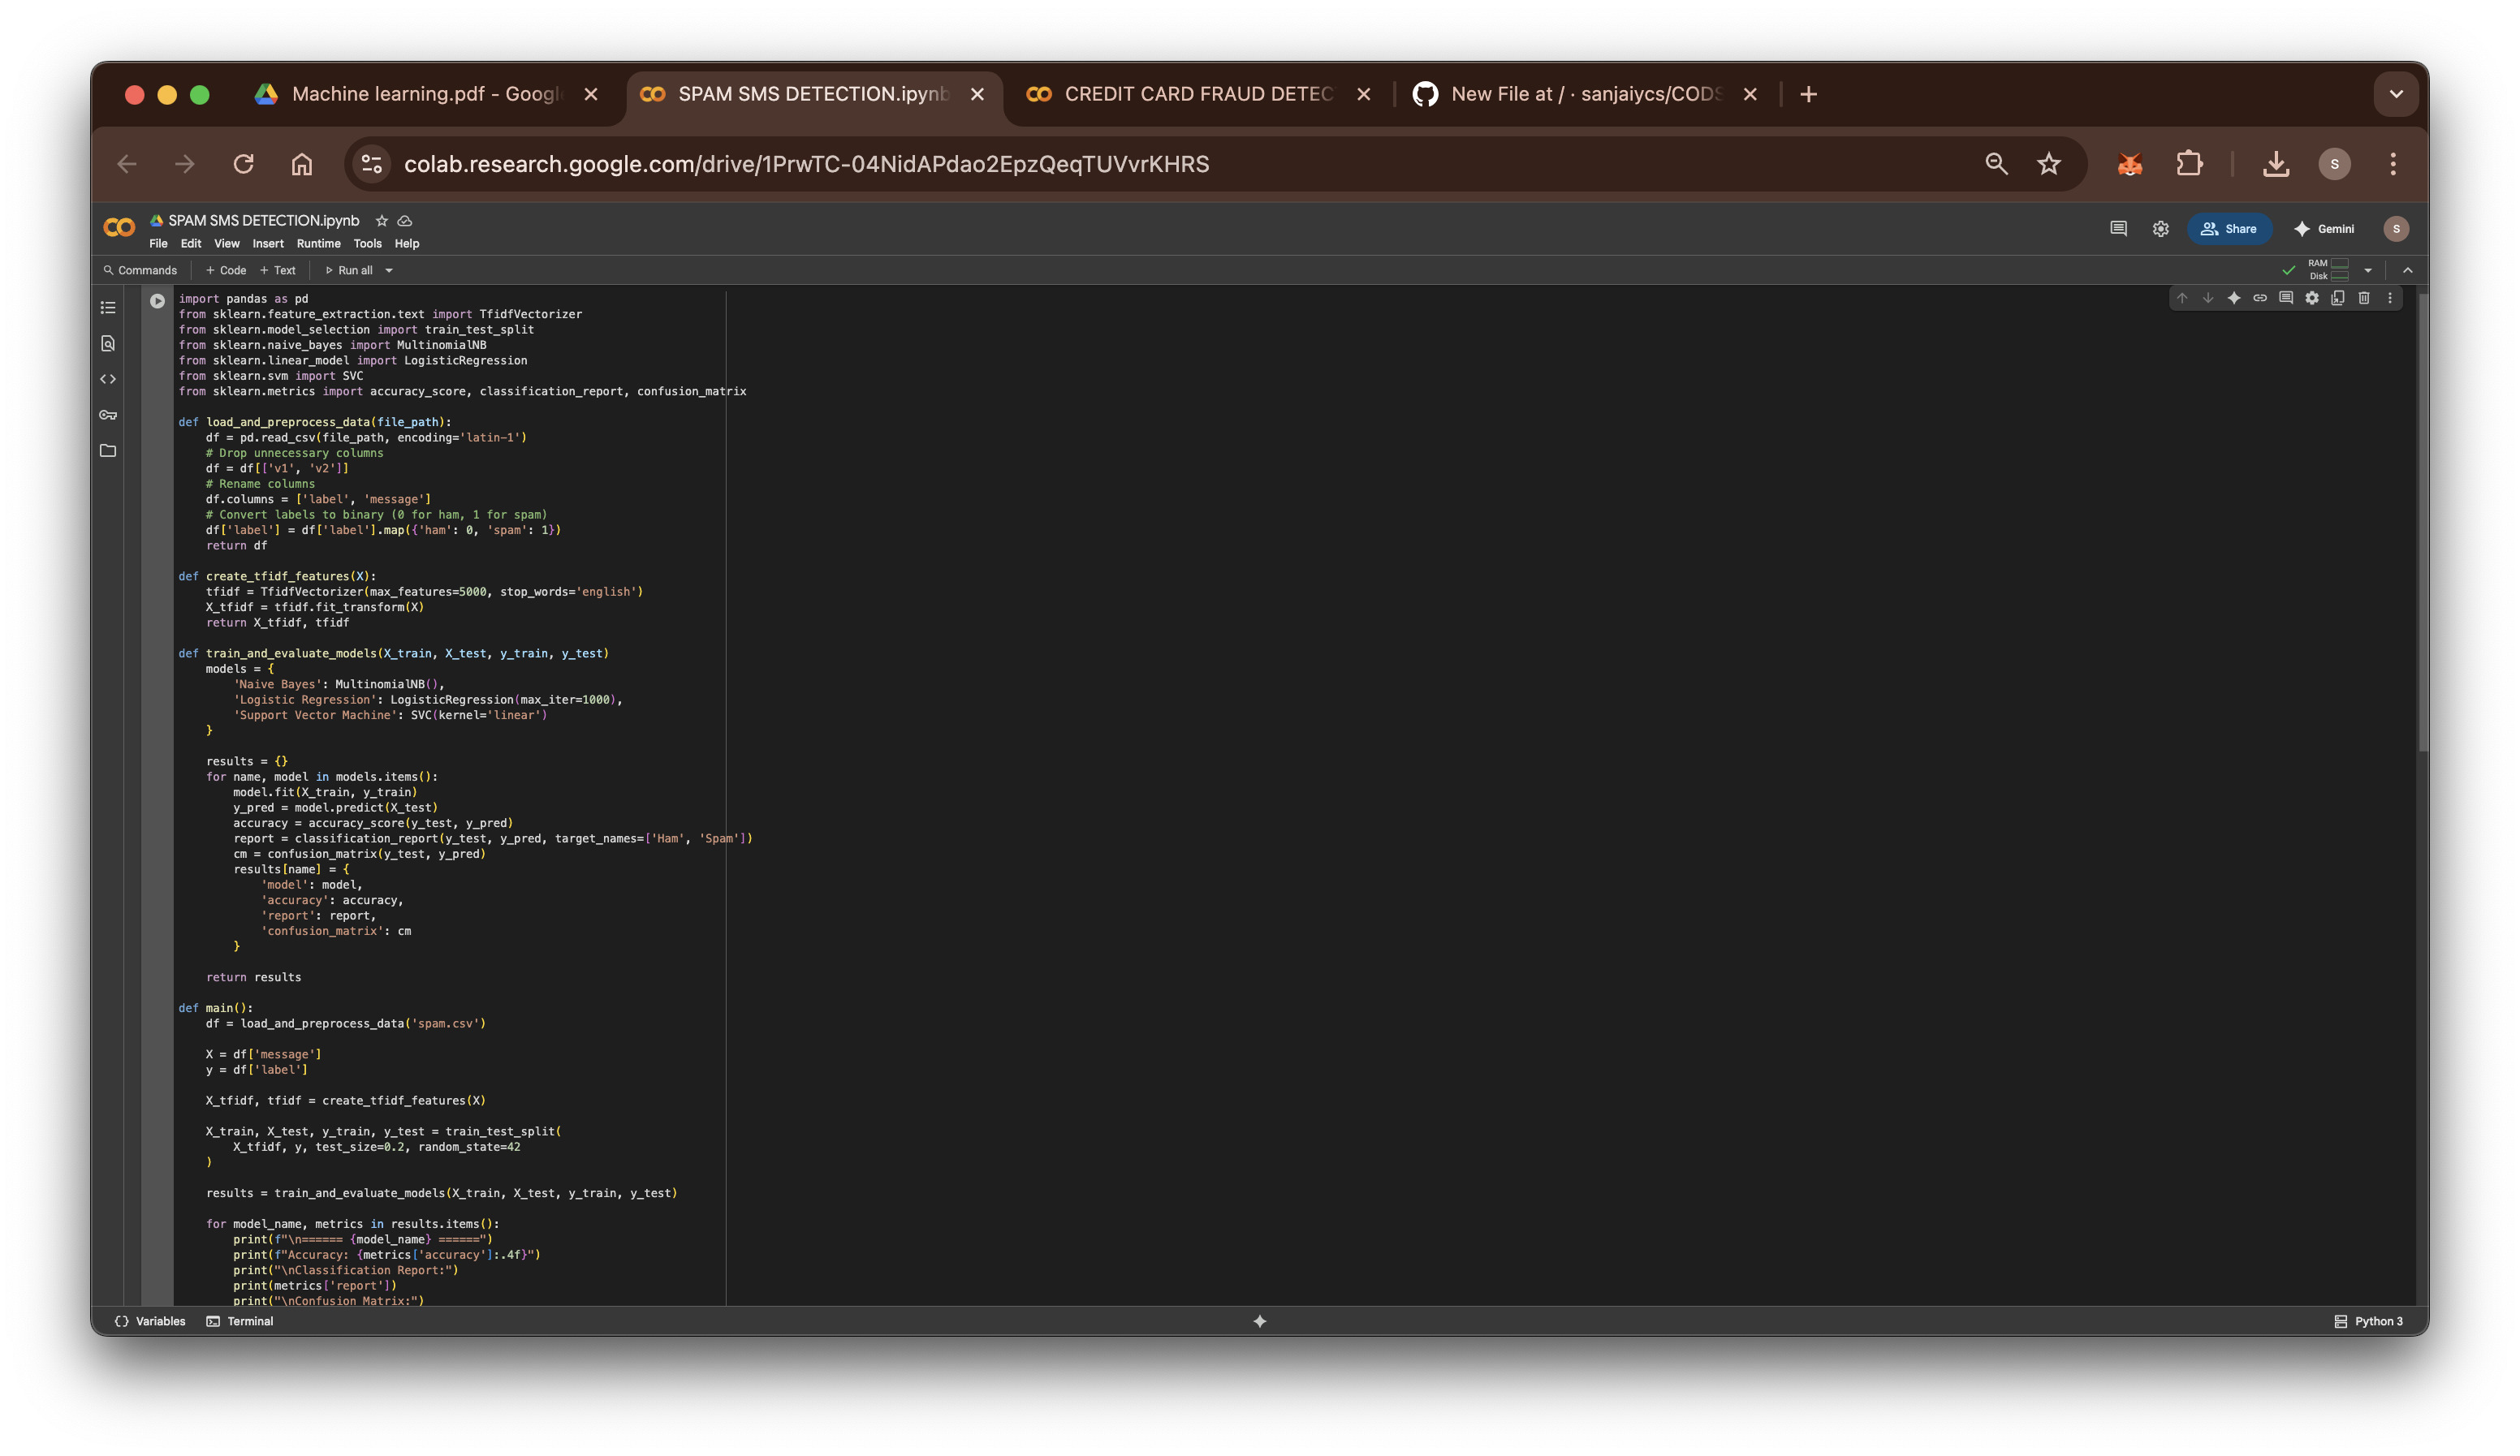 Machine learning.pdf - Googl
SPAM SMS DETECTION.ipynb
CREDIT CARD FRAUD DETEC
New File at / · sanjaiycs/CODS
colab.research.google.com/drive/1PrwTC-04NidAPdao2EpzQeqTUVvrKHRS
S
SPAM SMS DETECTION.ipynb
File Edit View Insert Runtime Tools Help
Share
Gemini
S
Commands
+ Code + Text
Run all
RAM
Disk
import pandas as pd
from sklearn.feature_extraction.text import TfidfVectorizer
from sklearn.model_selection import train_test_split
from sklearn.naive_bayes import MultinomialNB
from sklearn.linear_model import LogisticRegression
from sklearn.svm import SVC
from sklearn.metrics import accuracy_score, classification_report, confusion_matrix
def load_and_preprocess_data(file_path):
df = pd.read_csv(file_path, encoding='latin-1')
# Drop unnecessary columns
df = df[['v1', 'v2']]
# Rename columns
df.columns = ['label', 'message']
# Convert labels to binary (0 for ham, 1 for spam)
df['label'] = df['label'].map({'ham': 0, 'spam': 1})
return df
def create_tfidf_features(X):
tfidf = TfidfVectorizer(max_features=5000, stop_words='english')
X_tfidf = tfidf.fit_transform(X)
return X_tfidf, tfidf
def train_and_evaluate_models(X_train, X_test, y_train, y_test)
models = {
'Naive Bayes': MultinomialNB(),
'Logistic Regression': LogisticRegression(max_iter=1000),
'Support Vector Machine': SVC(kernel='linear')
}
results = {}
for name, model in models.items():
model.fit(X_train, y_train)
y_pred = model.predict(X_test)
accuracy = accuracy_score(y_test, y_pred)
report = classification_report(y_test, y_pred, target_names=['Ham', 'Spam'])
cm = confusion_matrix(y_test, y_pred)
results[name] = {
'model': model,
'accuracy': accuracy,
'report': report,
'confusion_matrix': cm
}
return results
def main():
df = load_and_preprocess_data('spam.csv')
X = df['message']
y = df['label']
X_tfidf, tfidf = create_tfidf_features(X)
X_train, X_test, y_train, y_test = train_test_split(
X_tfidf, y, test_size=0.2, random_state=42
)
results = train_and_evaluate_models(X_train, X_test, y_train, y_test)
for model_name, metrics in results.items():
print(f"\n====== {model_name} ======")
print(f"Accuracy: {metrics['accuracy']:.4f}")
print("\nClassification Report:")
print(metrics['report'])
print("\nConfusion Matrix:")
Variables
Terminal
Python 3